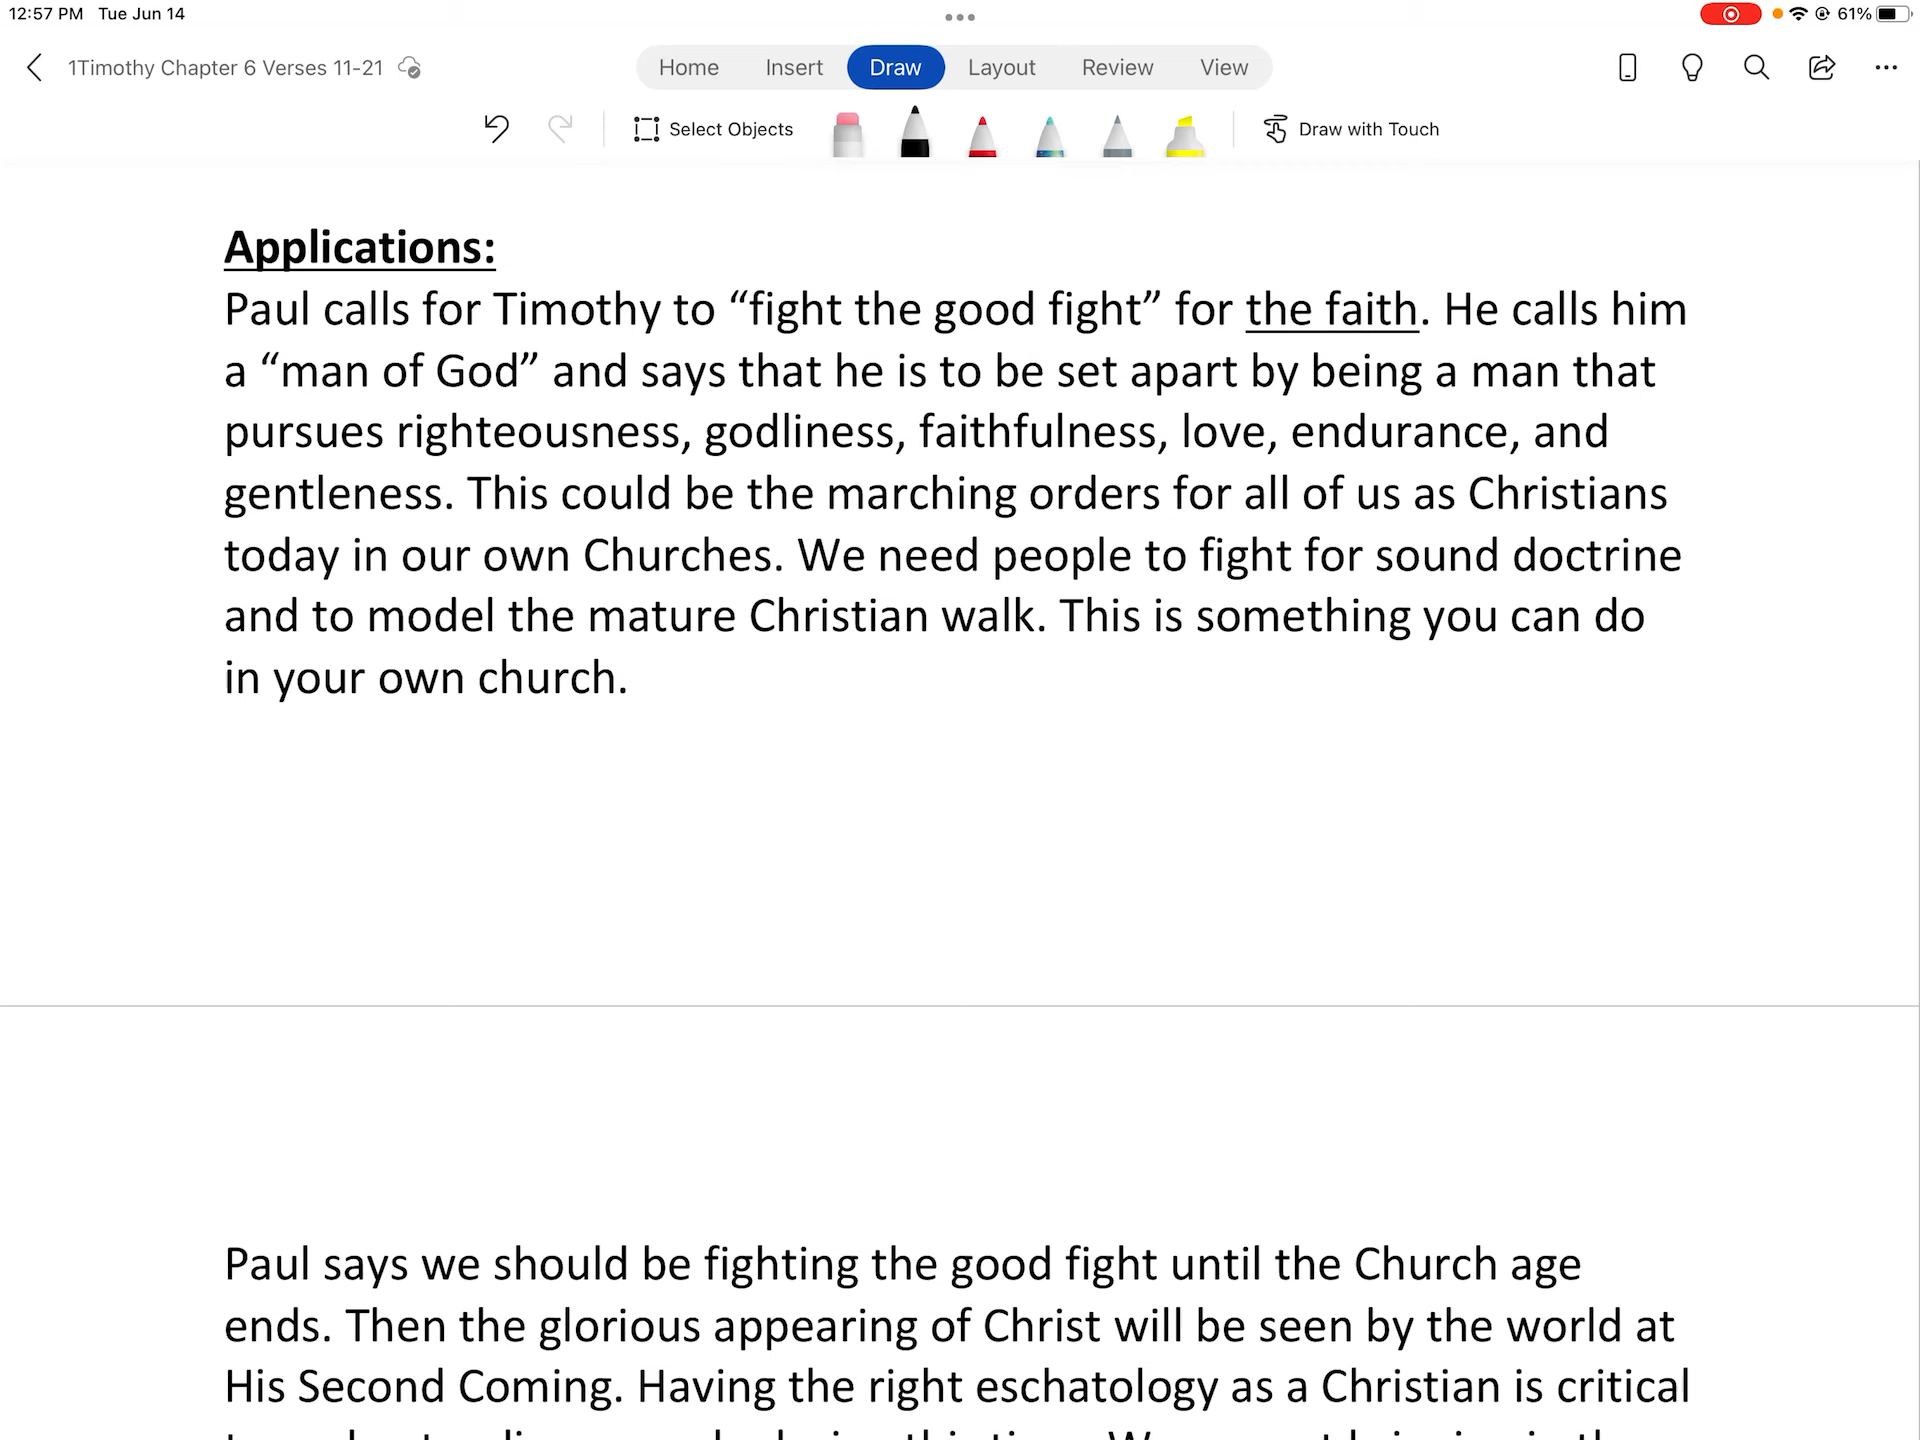 12:57 PM Tue Jun 14
61%
1Timothy Chapter 6 Verses 11-21
Home Insert Draw Layout Review View
Select Objects
Draw with Touch
Applications:
Paul calls for Timothy to “fight the good fight” for the faith. He calls him
a “man of God” and says that he is to be set apart by being a man that
pursues righteousness, godliness, faithfulness, love, endurance, and
gentleness. This could be the marching orders for all of us as Christians
today in our own Churches. We need people to fight for sound doctrine
and to model the mature Christian walk. This is something you can do
in your own church.
Paul says we should be fighting the good fight until the Church age
ends. Then the glorious appearing of Christ will be seen by the world at
His Second Coming. Having the right eschatology as a Christian is critical